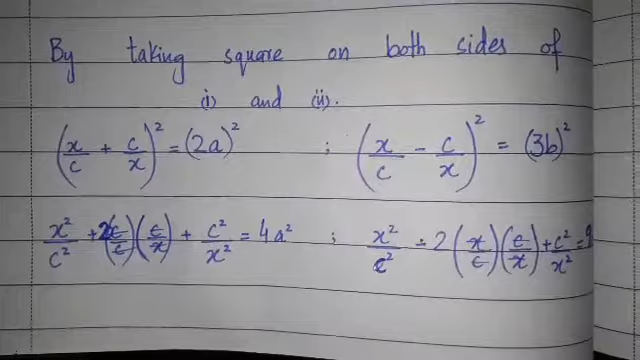 By taking square on both sides of
(i) and (ii).
(x/c + c/x)² = (2a)² ; (x/c - c/x)² = (3b)²
x²/c² + 2(x/c)(c/x) + c²/x² = 4a² ; x²/c² - 2(x/c)(c/x) + c²/x² = 9